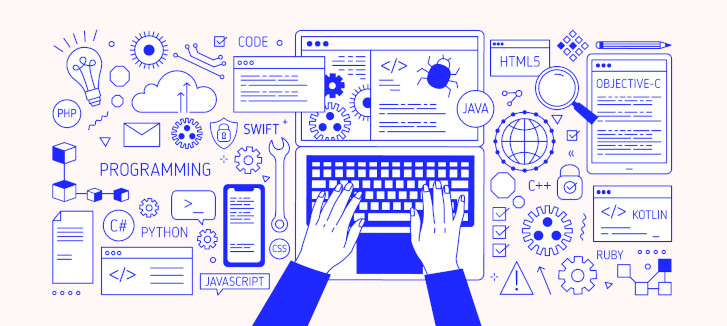 CODE
HTML5
</>
OBJECTIVE-C
PHP
JAVA
SWIFT
PROGRAMMING
C++
>_
</>
KOTLIN
C#
PYTHON
CSS
RUBY
</>
JAVASCRIPT